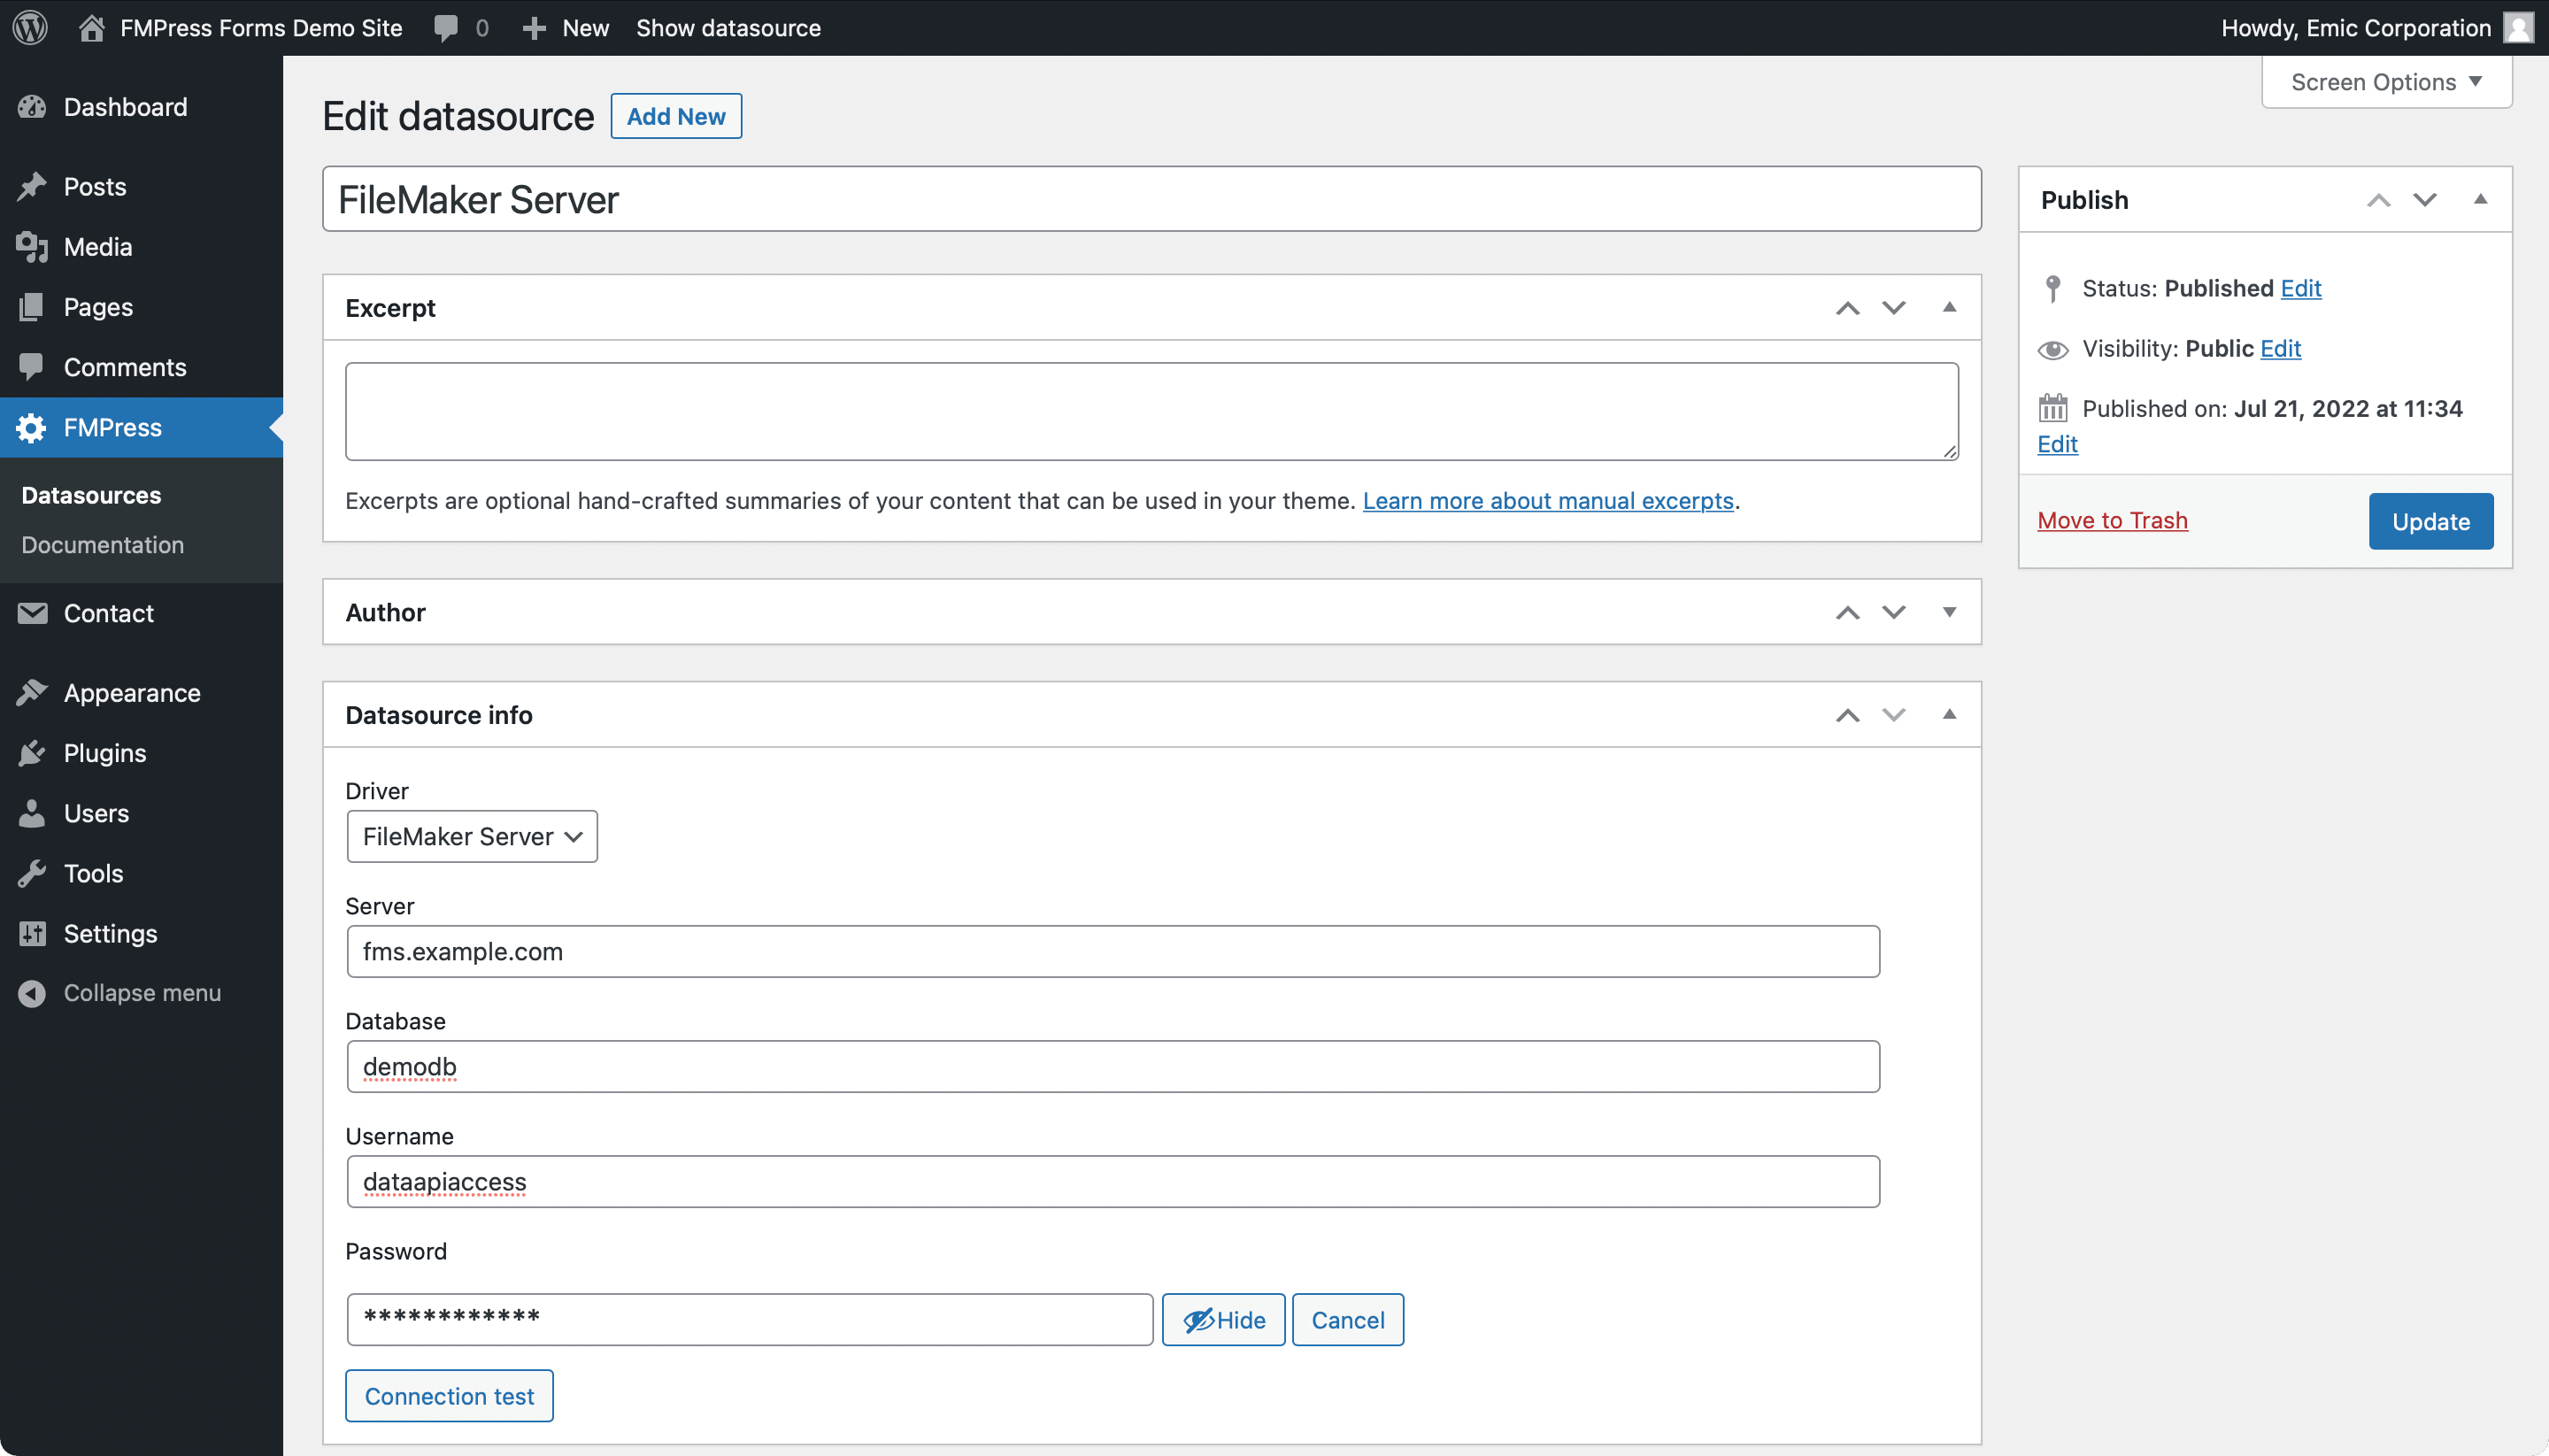 FMPress Forms Demo Site 0 New Show datasource Howdy, Emic Corporation
Screen Options
Dashboard
Posts
Media
Pages
Comments
FMPress
Datasources
Documentation
Contact
Appearance
Plugins
Users
Tools
Settings
Collapse menu
Edit datasource Add New
FileMaker Server
Excerpt
Excerpts are optional hand-crafted summaries of your content that can be used in your theme. Learn more about manual excerpts.
Author
Datasource info
Driver
FileMaker Server
Server
fms.example.com
Database
demodb
Username
dataapiaccess
Password
************ Hide Cancel
Connection test
Publish
Status: Published Edit
Visibility: Public Edit
Published on: Jul 21, 2022 at 11:34
Edit
Move to Trash Update